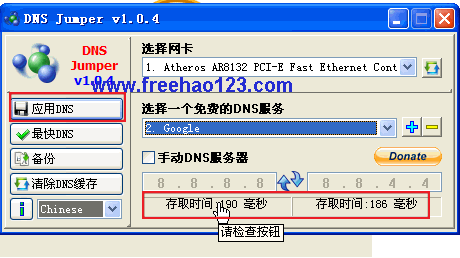 DNS Jumper v1.0.4
DNS
Jumper
v1.0.4
选择网卡
1. Atheros AR8132 PCI-E Fast Ethernet Cont
www.freehao123.com
应用DNS
选择一个免费的DNS服务
2. Google
最快DNS
备份
手动DNS服务器
Donate
清除DNS缓存
8 . 8 . 8 . 8
8 . 8 . 4 . 4
Chinese
存取时间:190 毫秒
存取时间:186 毫秒
请检查按钮